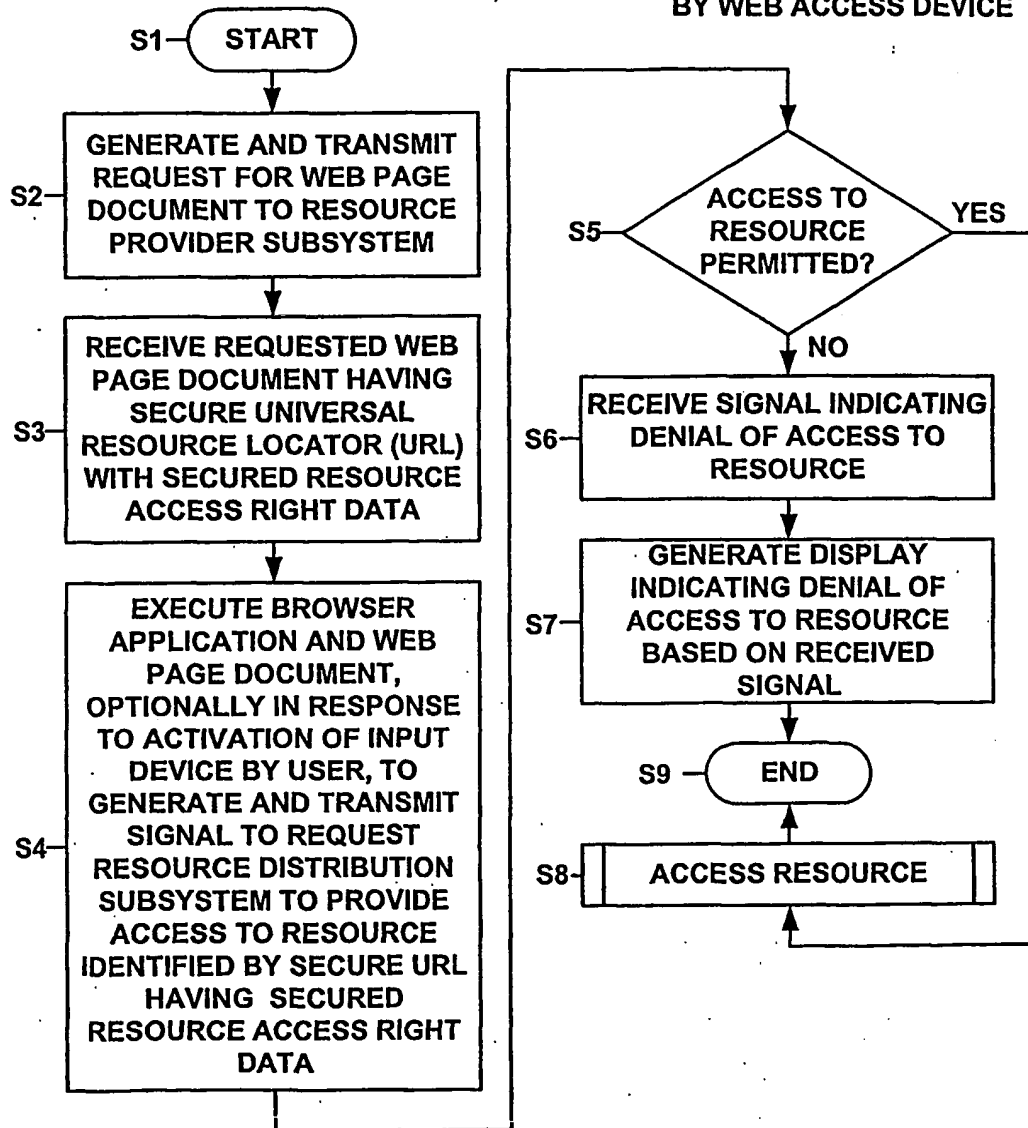 BY WEB ACCESS DEVICE
S1
START
S2
GENERATE AND TRANSMIT
REQUEST FOR WEB PAGE
DOCUMENT TO RESOURCE
PROVIDER SUBSYSTEM
S3
RECEIVE REQUESTED WEB
PAGE DOCUMENT HAVING
SECURE UNIVERSAL
RESOURCE LOCATOR (URL)
WITH SECURED RESOURCE
ACCESS RIGHT DATA
S4
EXECUTE BROWSER
APPLICATION AND WEB
PAGE DOCUMENT,
OPTIONALLY IN RESPONSE
TO ACTIVATION OF INPUT
DEVICE BY USER, TO
GENERATE AND TRANSMIT
SIGNAL TO REQUEST
RESOURCE DISTRIBUTION
SUBSYSTEM TO PROVIDE
ACCESS TO RESOURCE
IDENTIFIED BY SECURE URL
HAVING SECURED
RESOURCE ACCESS RIGHT
DATA
S5
ACCESS TO
RESOURCE
PERMITTED?
YES
NO
S6
RECEIVE SIGNAL INDICATING
DENIAL OF ACCESS TO
RESOURCE
S7
GENERATE DISPLAY
INDICATING DENIAL OF
ACCESS TO RESOURCE
BASED ON RECEIVED
SIGNAL
S9
END
S8
ACCESS RESOURCE